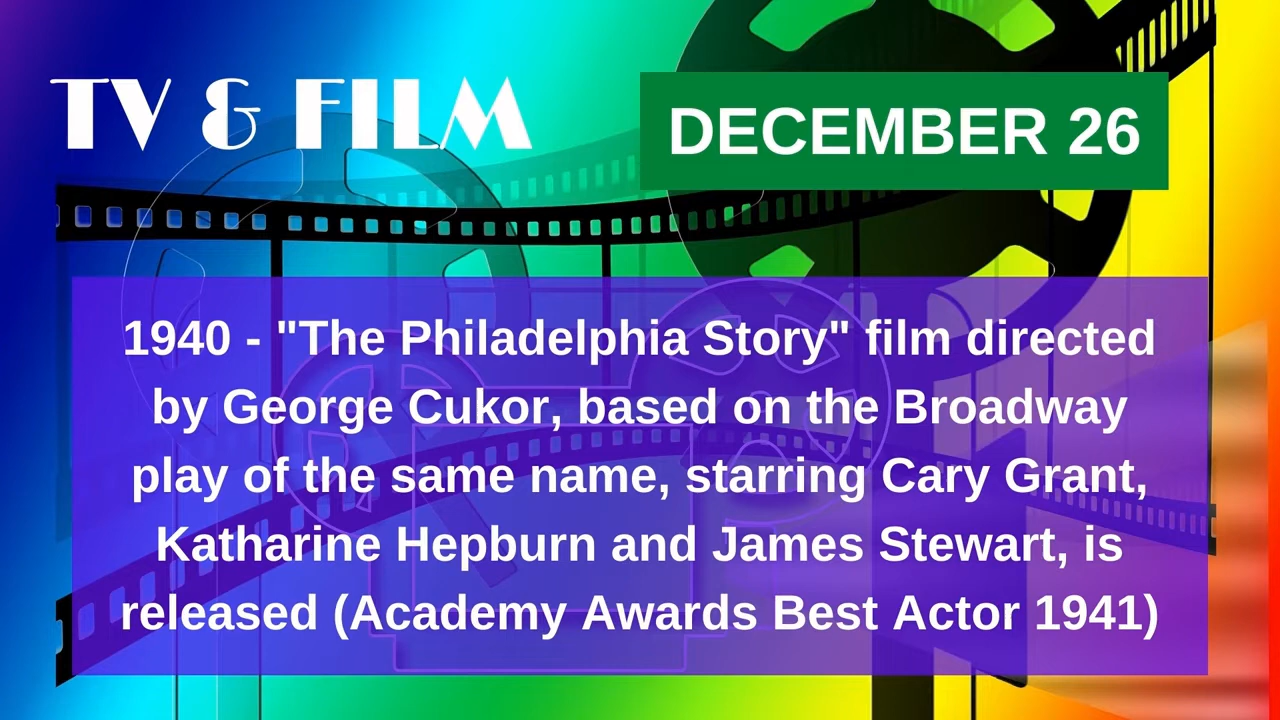 TV & FILM
DECEMBER 26
1940 - "The Philadelphia Story" film directed
by George Cukor, based on the Broadway
play of the same name, starring Cary Grant,
Katharine Hepburn and James Stewart, is
released (Academy Awards Best Actor 1941)